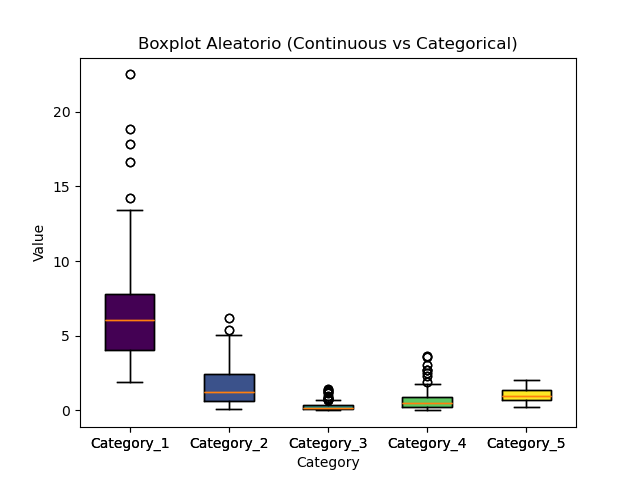 Boxplot Aleatorio (Continuous vs Categorical)
20
15
10
5
0
Value
Category_1 Category_2 Category_3 Category_4 Category_5
Category